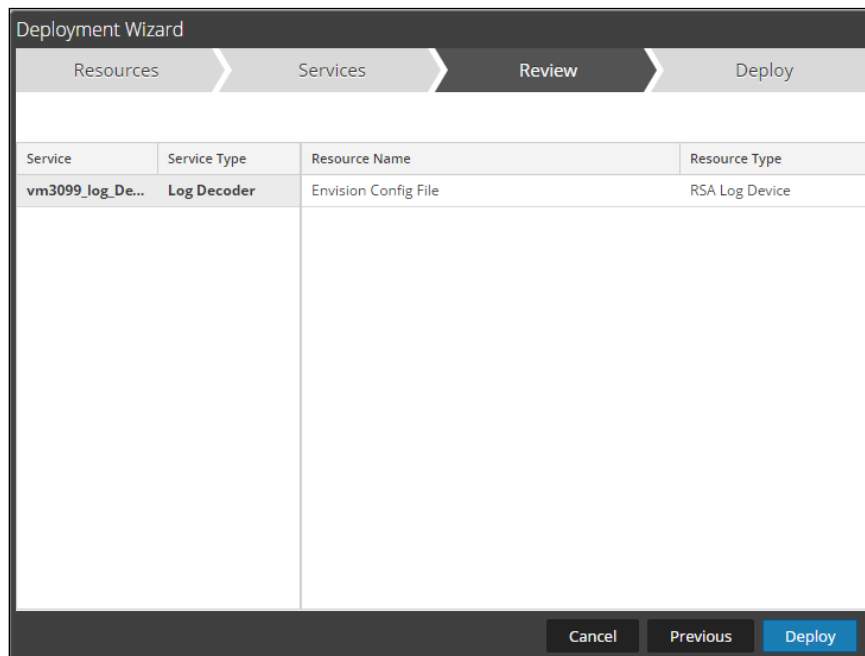 Deployment Wizard
Resources Services Review Deploy
Service Service Type Resource Name Resource Type
vm3099_log_De... Log Decoder Envision Config File RSA Log Device
Cancel Previous Deploy